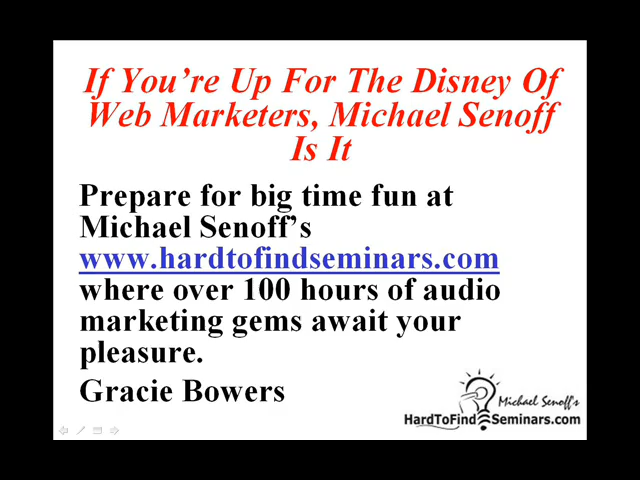 If You're Up For The Disney Of
Web Marketers, Michael Senoff
Is It
Prepare for big time fun at
Michael Senoff's
www.hardtofindseminars.com
where over 100 hours of audio
marketing gems await your
pleasure.
Gracie Bowers
Michael Senoff's
HardToFindSeminars.com